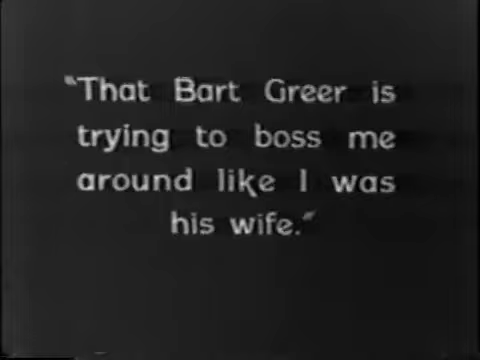 "That Bart Greer is
trying to boss me
around like I was
his wife."